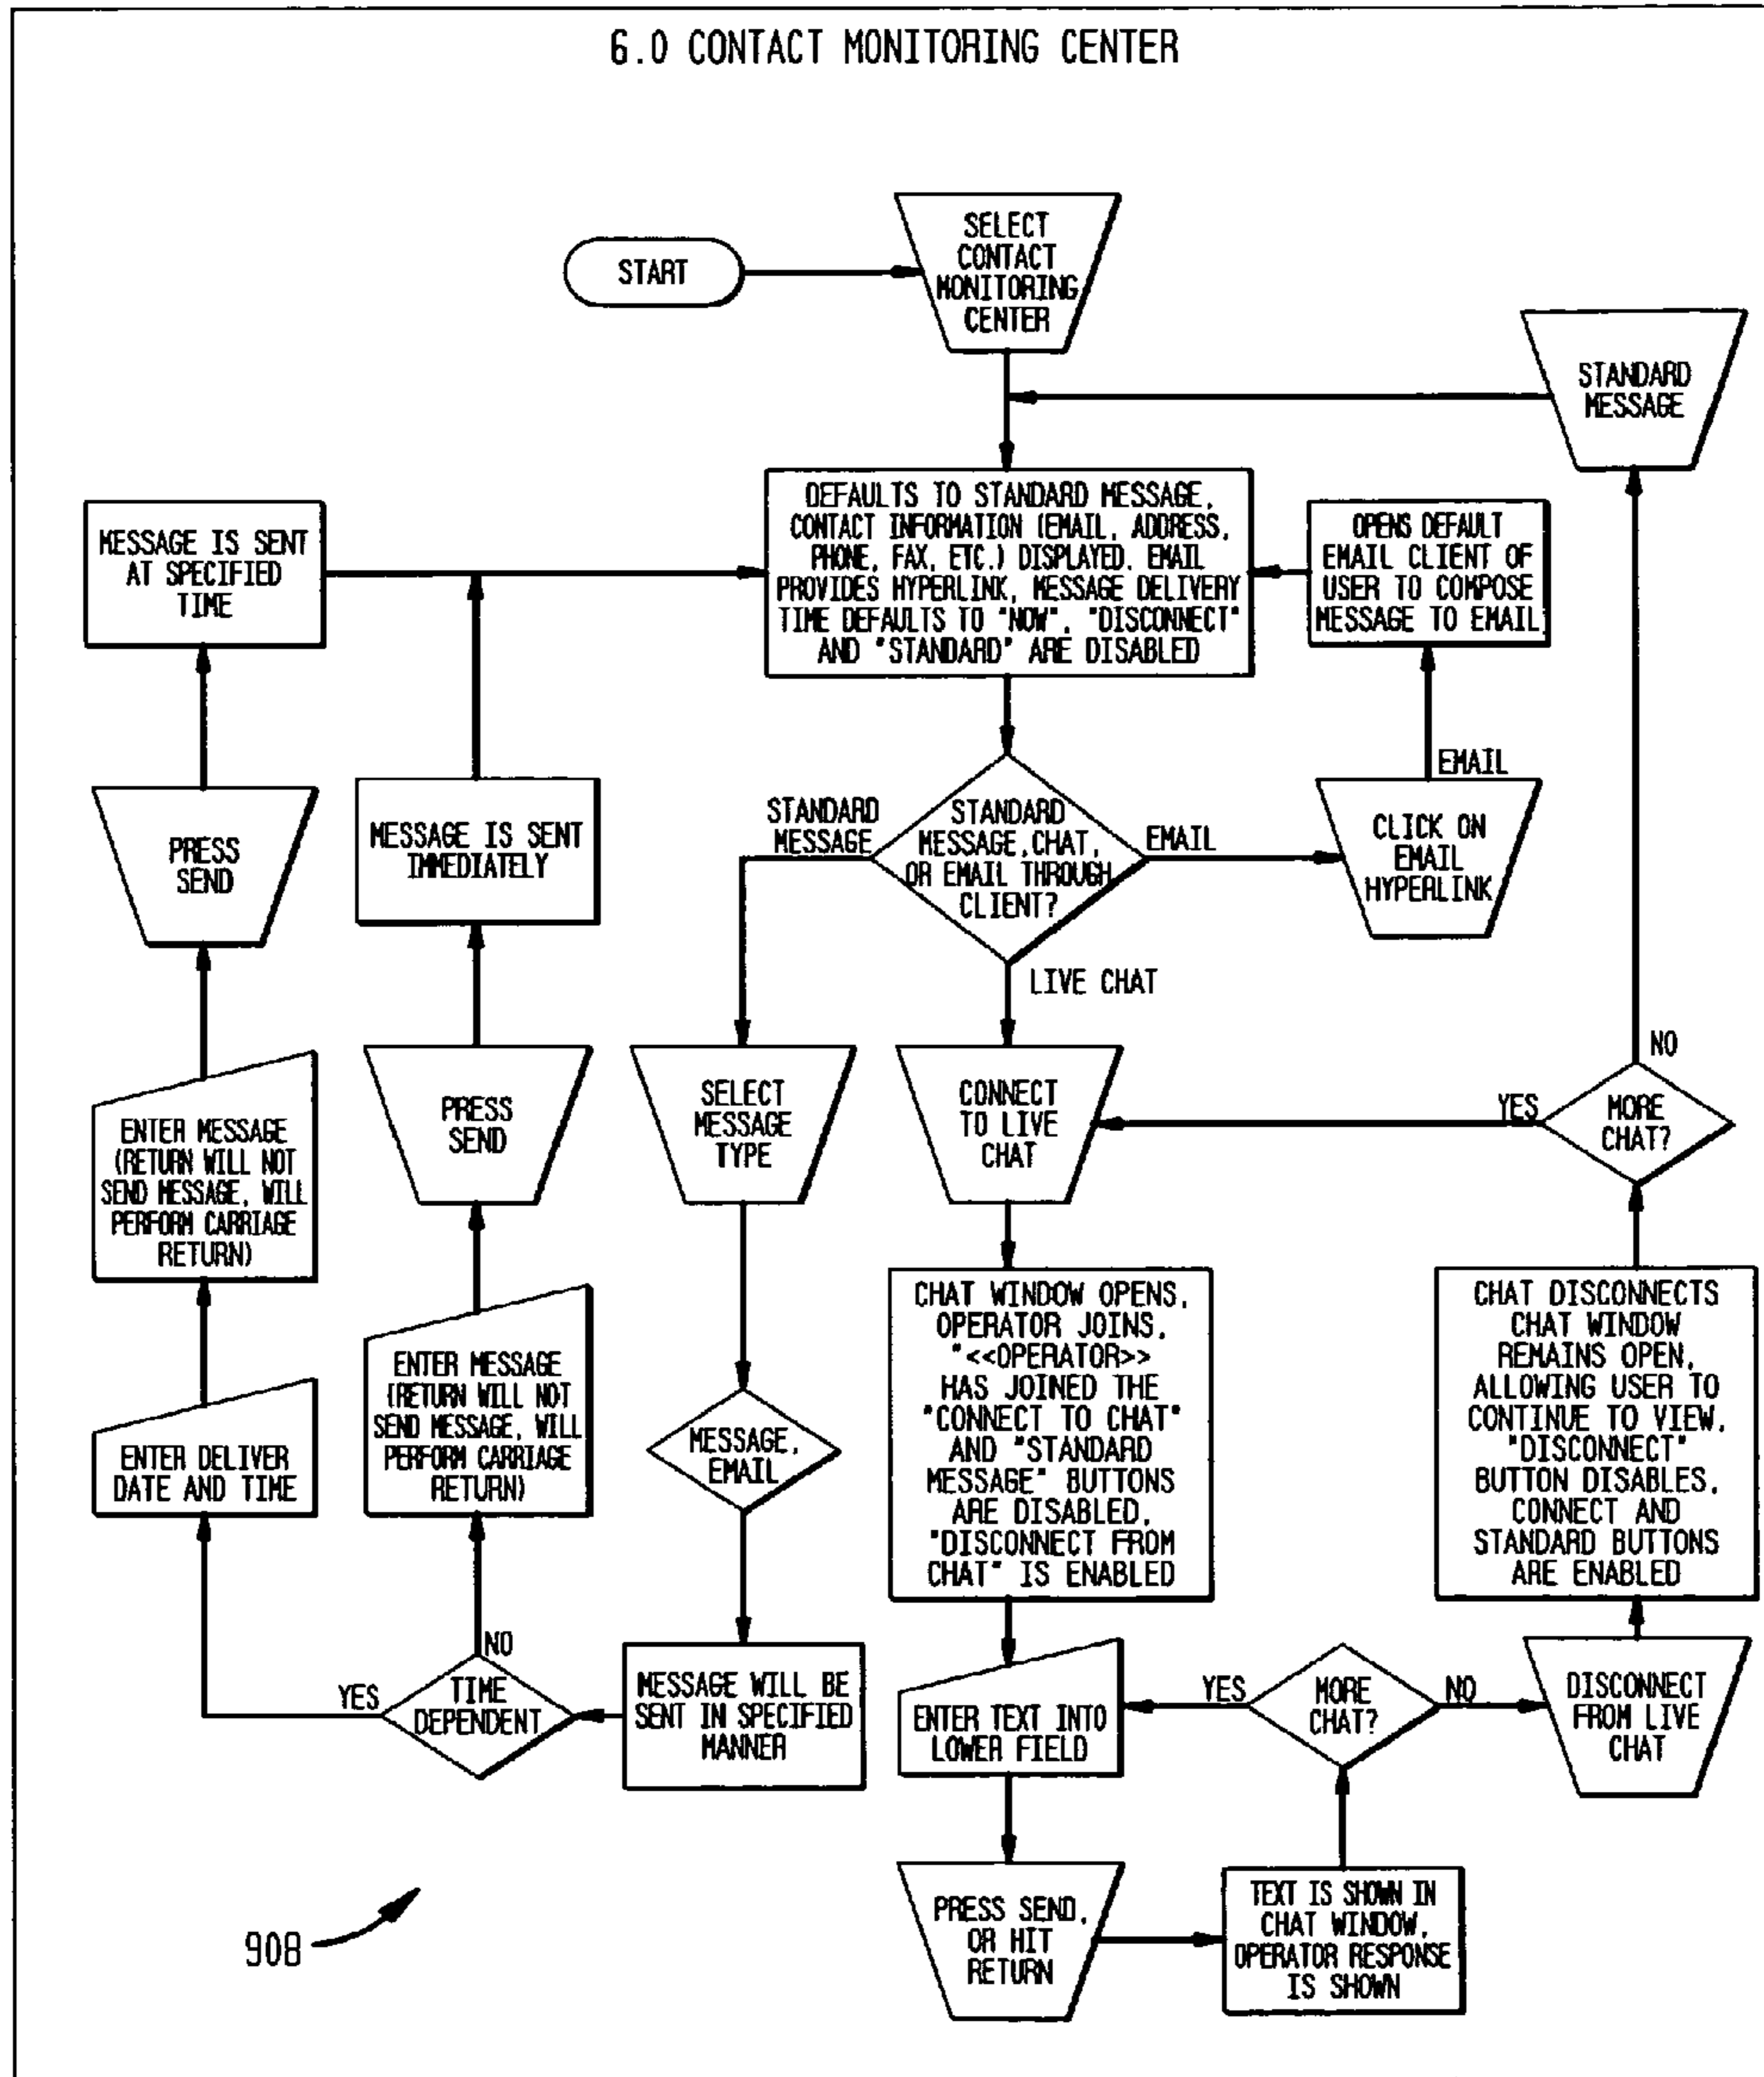 6.0 CONTACT MONITORING CENTER
START
SELECT
CONTACT
MONITORING
CENTER
STANDARD
MESSAGE
MESSAGE IS SENT
AT SPECIFIED
TIME
DEFAULTS TO STANDARD MESSAGE,
CONTACT INFORMATION (EMAIL, ADDRESS,
PHONE, FAX, ETC.) DISPLAYED. EMAIL
PROVIDES HYPERLINK, MESSAGE DELIVERY
TIME DEFAULTS TO "NOW". "DISCONNECT"
AND "STANDARD" ARE DISABLED
OPENS DEFAULT
EMAIL CLIENT OF
USER TO COMPOSE
MESSAGE TO EMAIL
PRESS
SEND
MESSAGE IS SENT
IMMEDIATELY
STANDARD
MESSAGE
STANDARD
MESSAGE, CHAT,
OR EMAIL THROUGH
CLIENT?
EMAIL
EMAIL
CLICK ON
EMAIL
HYPERLINK
LIVE CHAT
ENTER MESSAGE
(RETURN WILL NOT
SEND MESSAGE, WILL
PERFORM CARRIAGE
RETURN)
PRESS
SEND
SELECT
MESSAGE
TYPE
CONNECT
TO LIVE
CHAT
YES
MORE
CHAT?
NO
ENTER DELIVER
DATE AND TIME
ENTER MESSAGE
(RETURN WILL NOT
SEND MESSAGE, WILL
PERFORM CARRIAGE
RETURN)
MESSAGE,
EMAIL
CHAT WINDOW OPENS,
OPERATOR JOINS,
"<<OPERATOR>>
HAS JOINED THE
"CONNECT TO CHAT"
AND "STANDARD
MESSAGE" BUTTONS
ARE DISABLED,
"DISCONNECT FROM
CHAT" IS ENABLED
CHAT DISCONNECTS
CHAT WINDOW
REMAINS OPEN,
ALLOWING USER TO
CONTINUE TO VIEW,
"DISCONNECT"
BUTTON DISABLES,
CONNECT AND
STANDARD BUTTONS
ARE ENABLED
YES
TIME
DEPENDENT
NO
MESSAGE WILL BE
SENT IN SPECIFIED
MANNER
ENTER TEXT INTO
LOWER FIELD
YES
MORE
CHAT?
NO
DISCONNECT
FROM LIVE
CHAT
PRESS SEND,
OR HIT
RETURN
TEXT IS SHOWN IN
CHAT WINDOW,
OPERATOR RESPONSE
IS SHOWN
908